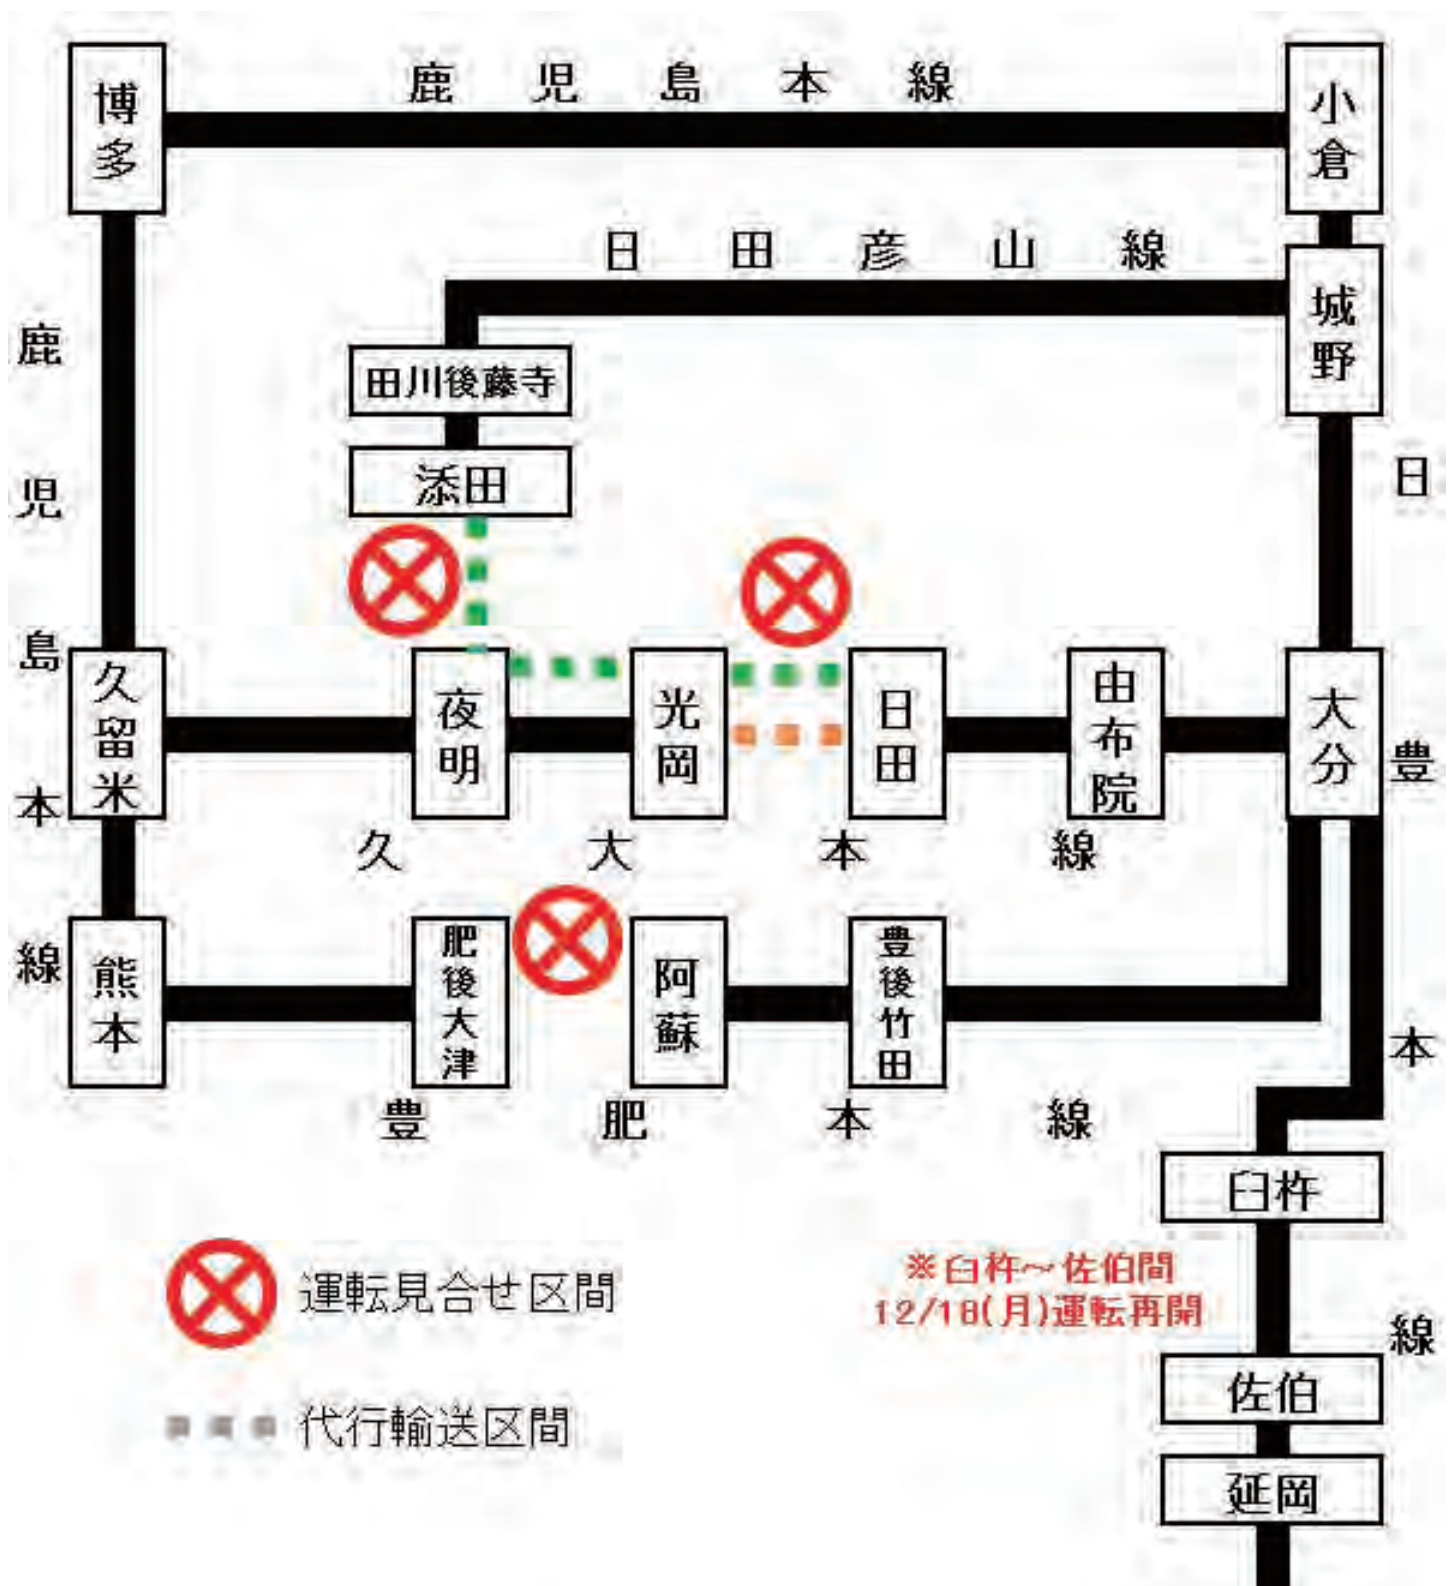 鹿児島本線
博多
小倉
日田彦山線
城野
田川後藤寺
添田
鹿児島本線
日豊本線
久留米
夜明
光岡
日田
由布院
大分
久大本線
熊本
肥後大津
阿蘇
豊後竹田
豊肥本線
臼杵
※臼杵～佐伯間
12/18(月)運転再開
佐伯
延岡
運転見合せ区間
代行輸送区間